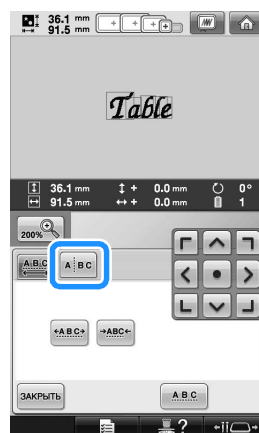 36.1 mm
91.5 mm
Table
36.1 mm + 0.0 mm 0°
91.5 mm + 0.0 mm 1
200%
A B C A BC
ABC ABC
ЗАКРЫТЬ A B C
?